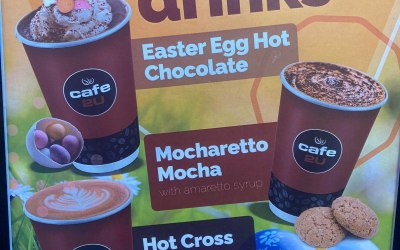 drinks
Easter Egg Hot
Chocolate
cafe
2U
cafe
2U
Mocharetto
Mocha
with amaretto syrup
cafe
2U
Hot Cross